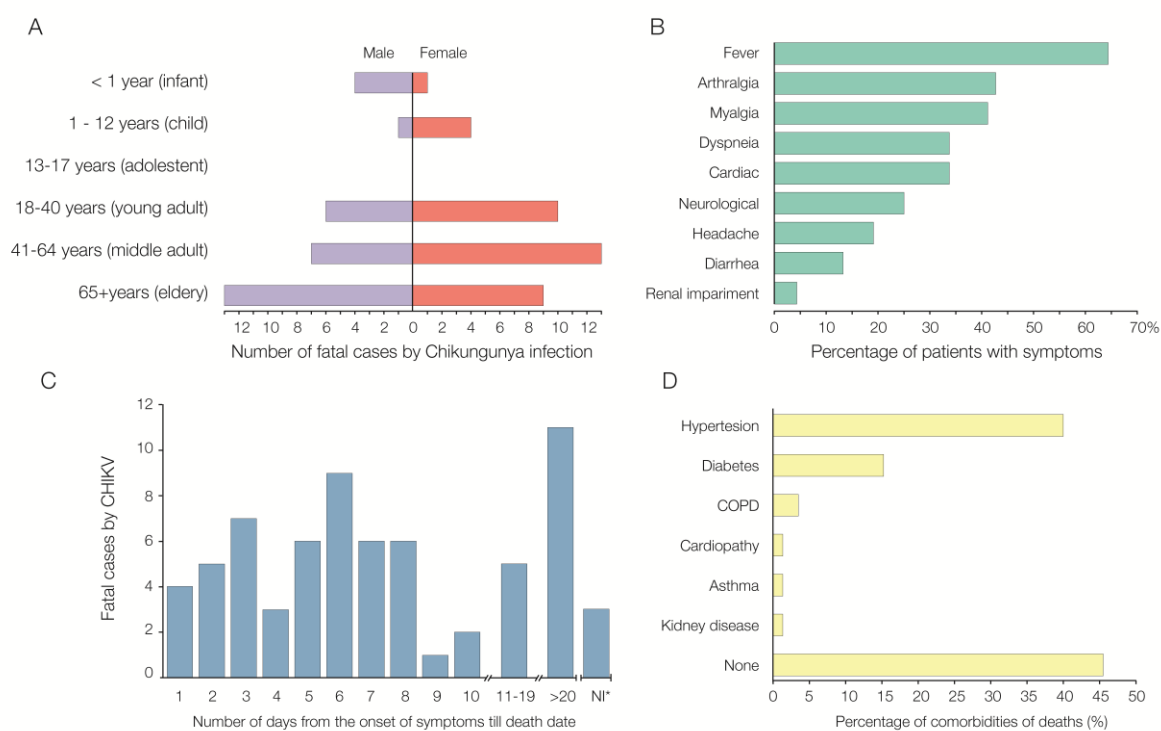 A
Male Female
< 1 year (infant)
1 - 12 years (child)
13-17 years (adolestent)
18-40 years (young adult)
41-64 years (middle adult)
65+years (eldery)
12 10 8 6 4 2 0 2 4 6 8 10 12
Number of fatal cases by Chikungunya infection
B
Fever
Arthralgia
Myalgia
Dyspneia
Cardiac
Neurological
Headache
Diarrhea
Renal impariment
0 10 20 30 40 50 60 70%
Percentage of patients with symptoms
C
Fatal cases by CHIKV
12
10
8
6
4
2
0
1 2 3 4 5 6 7 8 9 10 11-19 >20 NI*
Number of days from the onset of symptoms till death date
D
Hypertesion
Diabetes
COPD
Cardiopathy
Asthma
Kidney disease
None
0 5 10 15 20 25 30 35 40 45 50
Percentage of comorbidities of deaths (%)